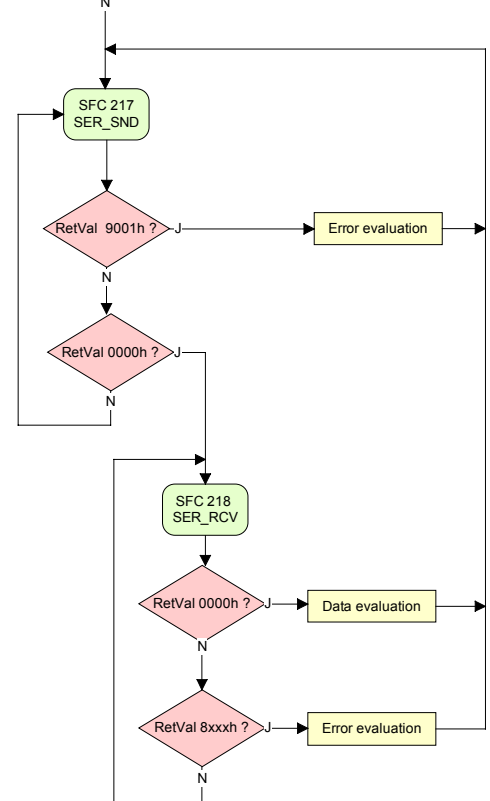 N
SFC 217
SER_SND
RetVal 9001h ?
J
Error evaluation
N
RetVal 0000h ?
J
N
SFC 218
SER_RCV
RetVal 0000h ?
J
Data evaluation
N
RetVal 8xxxh ?
J
Error evaluation
N